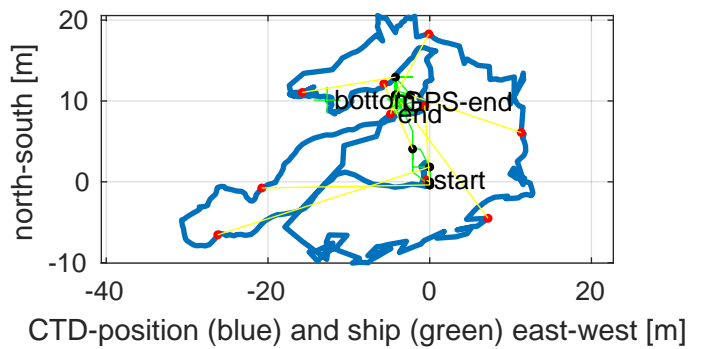 20
10
0
-10
north-south [m]
bottom
GPS-end
end
start
-40
-20
0
20
CTD-position (blue) and ship (green) east-west [m]